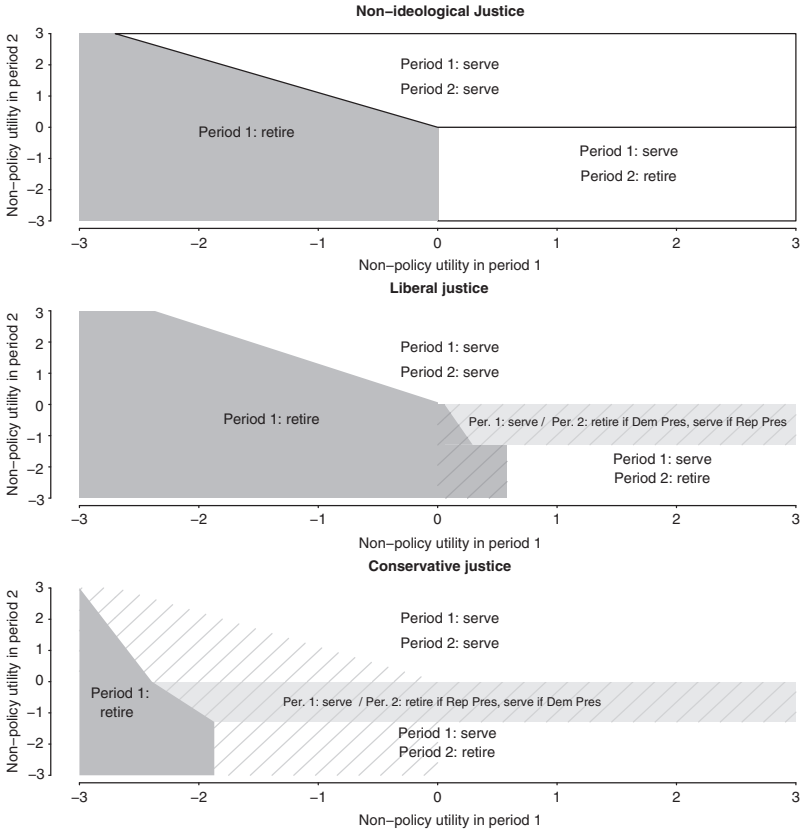 Non−ideological Justice
Non−policy utility in period 2
3
2
1
0
−1
−2
−3
Period 1: serve
Period 2: serve
Period 1: retire
Period 1: serve
Period 2: retire
−3 −2 −1 0 1 2 3
Non−policy utility in period 1
Liberal justice
Non−policy utility in period 2
3
2
1
0
−1
−2
−3
Period 1: serve
Period 2: serve
Period 1: retire
Per. 1: serve / Per. 2: retire if Dem Pres, serve if Rep Pres
Period 1: serve
Period 2: retire
−3 −2 −1 0 1 2 3
Non−policy utility in period 1
Conservative justice
Non−policy utility in period 2
3
2
1
0
−1
−2
−3
Period 1: serve
Period 2: serve
Period 1:
retire
Per. 1: serve / Per. 2: retire if Rep Pres, serve if Dem Pres
Period 1: serve
Period 2: retire
−3 −2 −1 0 1 2 3
Non−policy utility in period 1